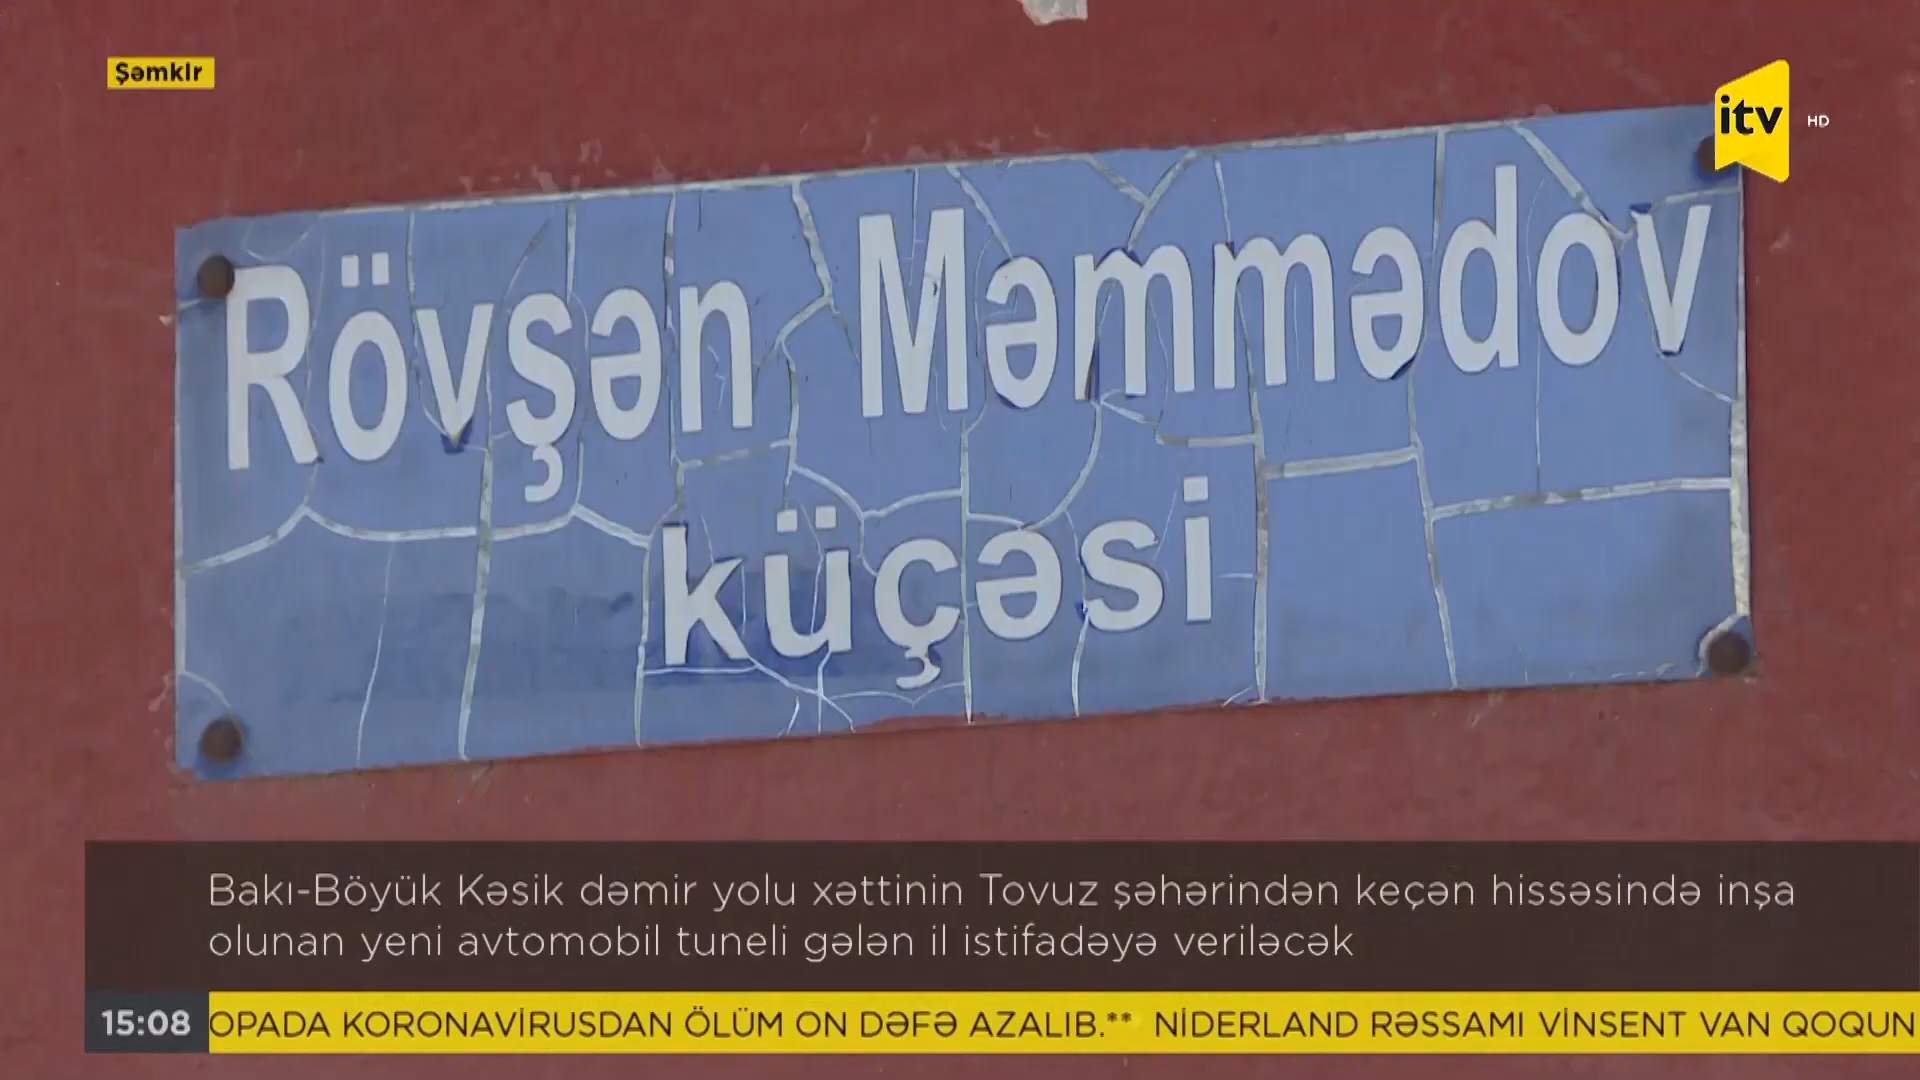 Şəmkir
itv HD
Rövşən Məmmədov
küçəsi
Bakı-Böyük Kəsik dəmir yolu xəttinin Tovuz şəhərindən keçən hissəsində inşa
olunan yeni avtomobil tuneli gələn il istifadəyə veriləcək
15:08 OPADA KORONAVİRUSDAN ÖLÜM ON DƏFƏ AZALIB.** NİDERLAND RƏSSAMI VİNSENT VAN QOQUN